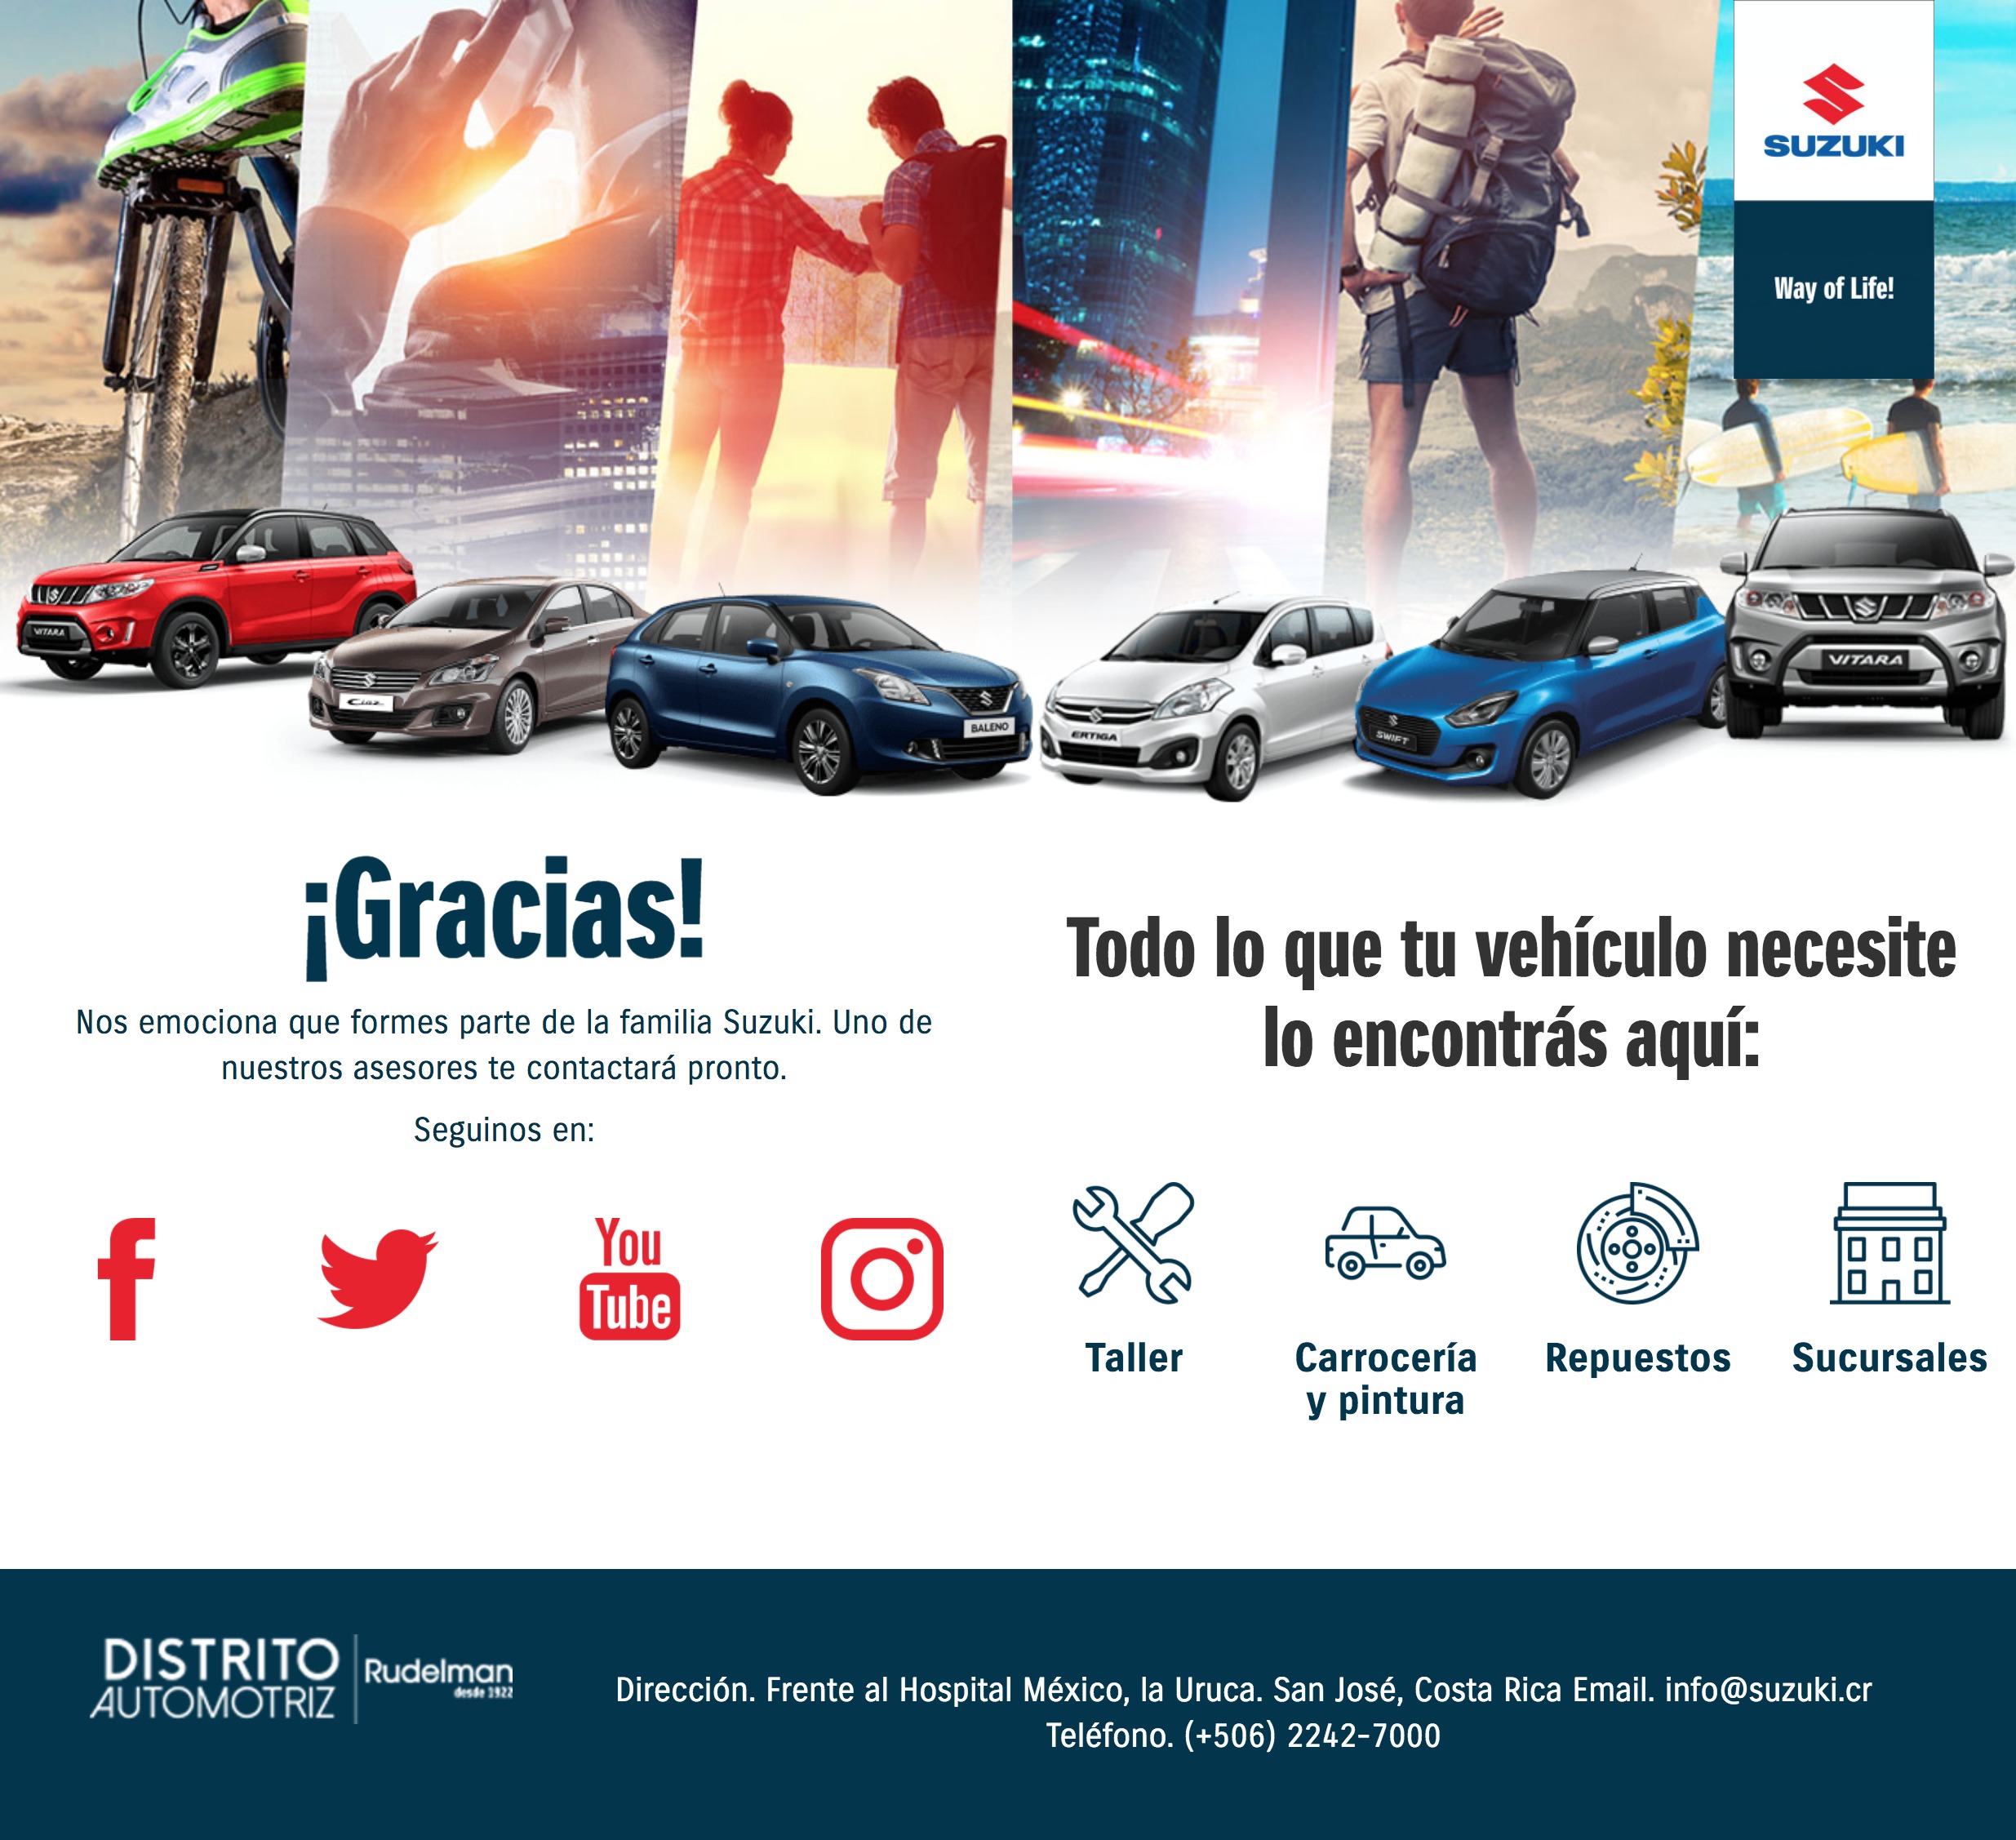 SUZUKI
Way of Life!
VITARA
Ciaz
BALENO
ERTIGA
SWIFT
VITARA
¡Gracias!
Nos emociona que formes parte de la familia Suzuki. Uno de
nuestros asesores te contactará pronto.
Seguinos en:
f
You
Tube
Todo lo que tu vehículo necesite
lo encontrás aquí:
Taller
Carrocería
y pintura
Repuestos
Sucursales
DISTRITO
AUTOMOTRIZ
Rudelman
desde 1922
Dirección. Frente al Hospital México, la Uruca. San José, Costa Rica Email. info@suzuki.cr
Teléfono. (+506) 2242-7000